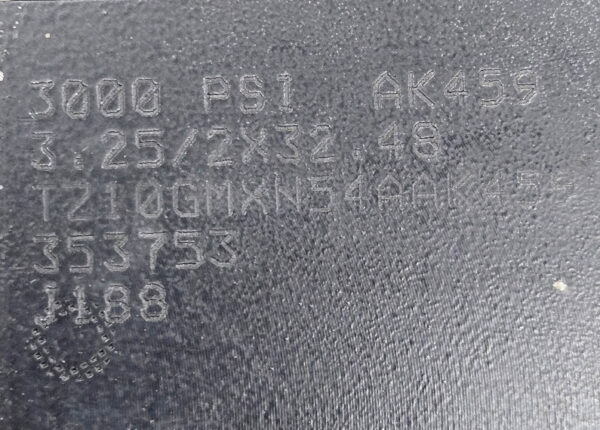 3000 PSI AK459
3.25/2X32.48
TZ10GMXN54AAK459
353753
J188